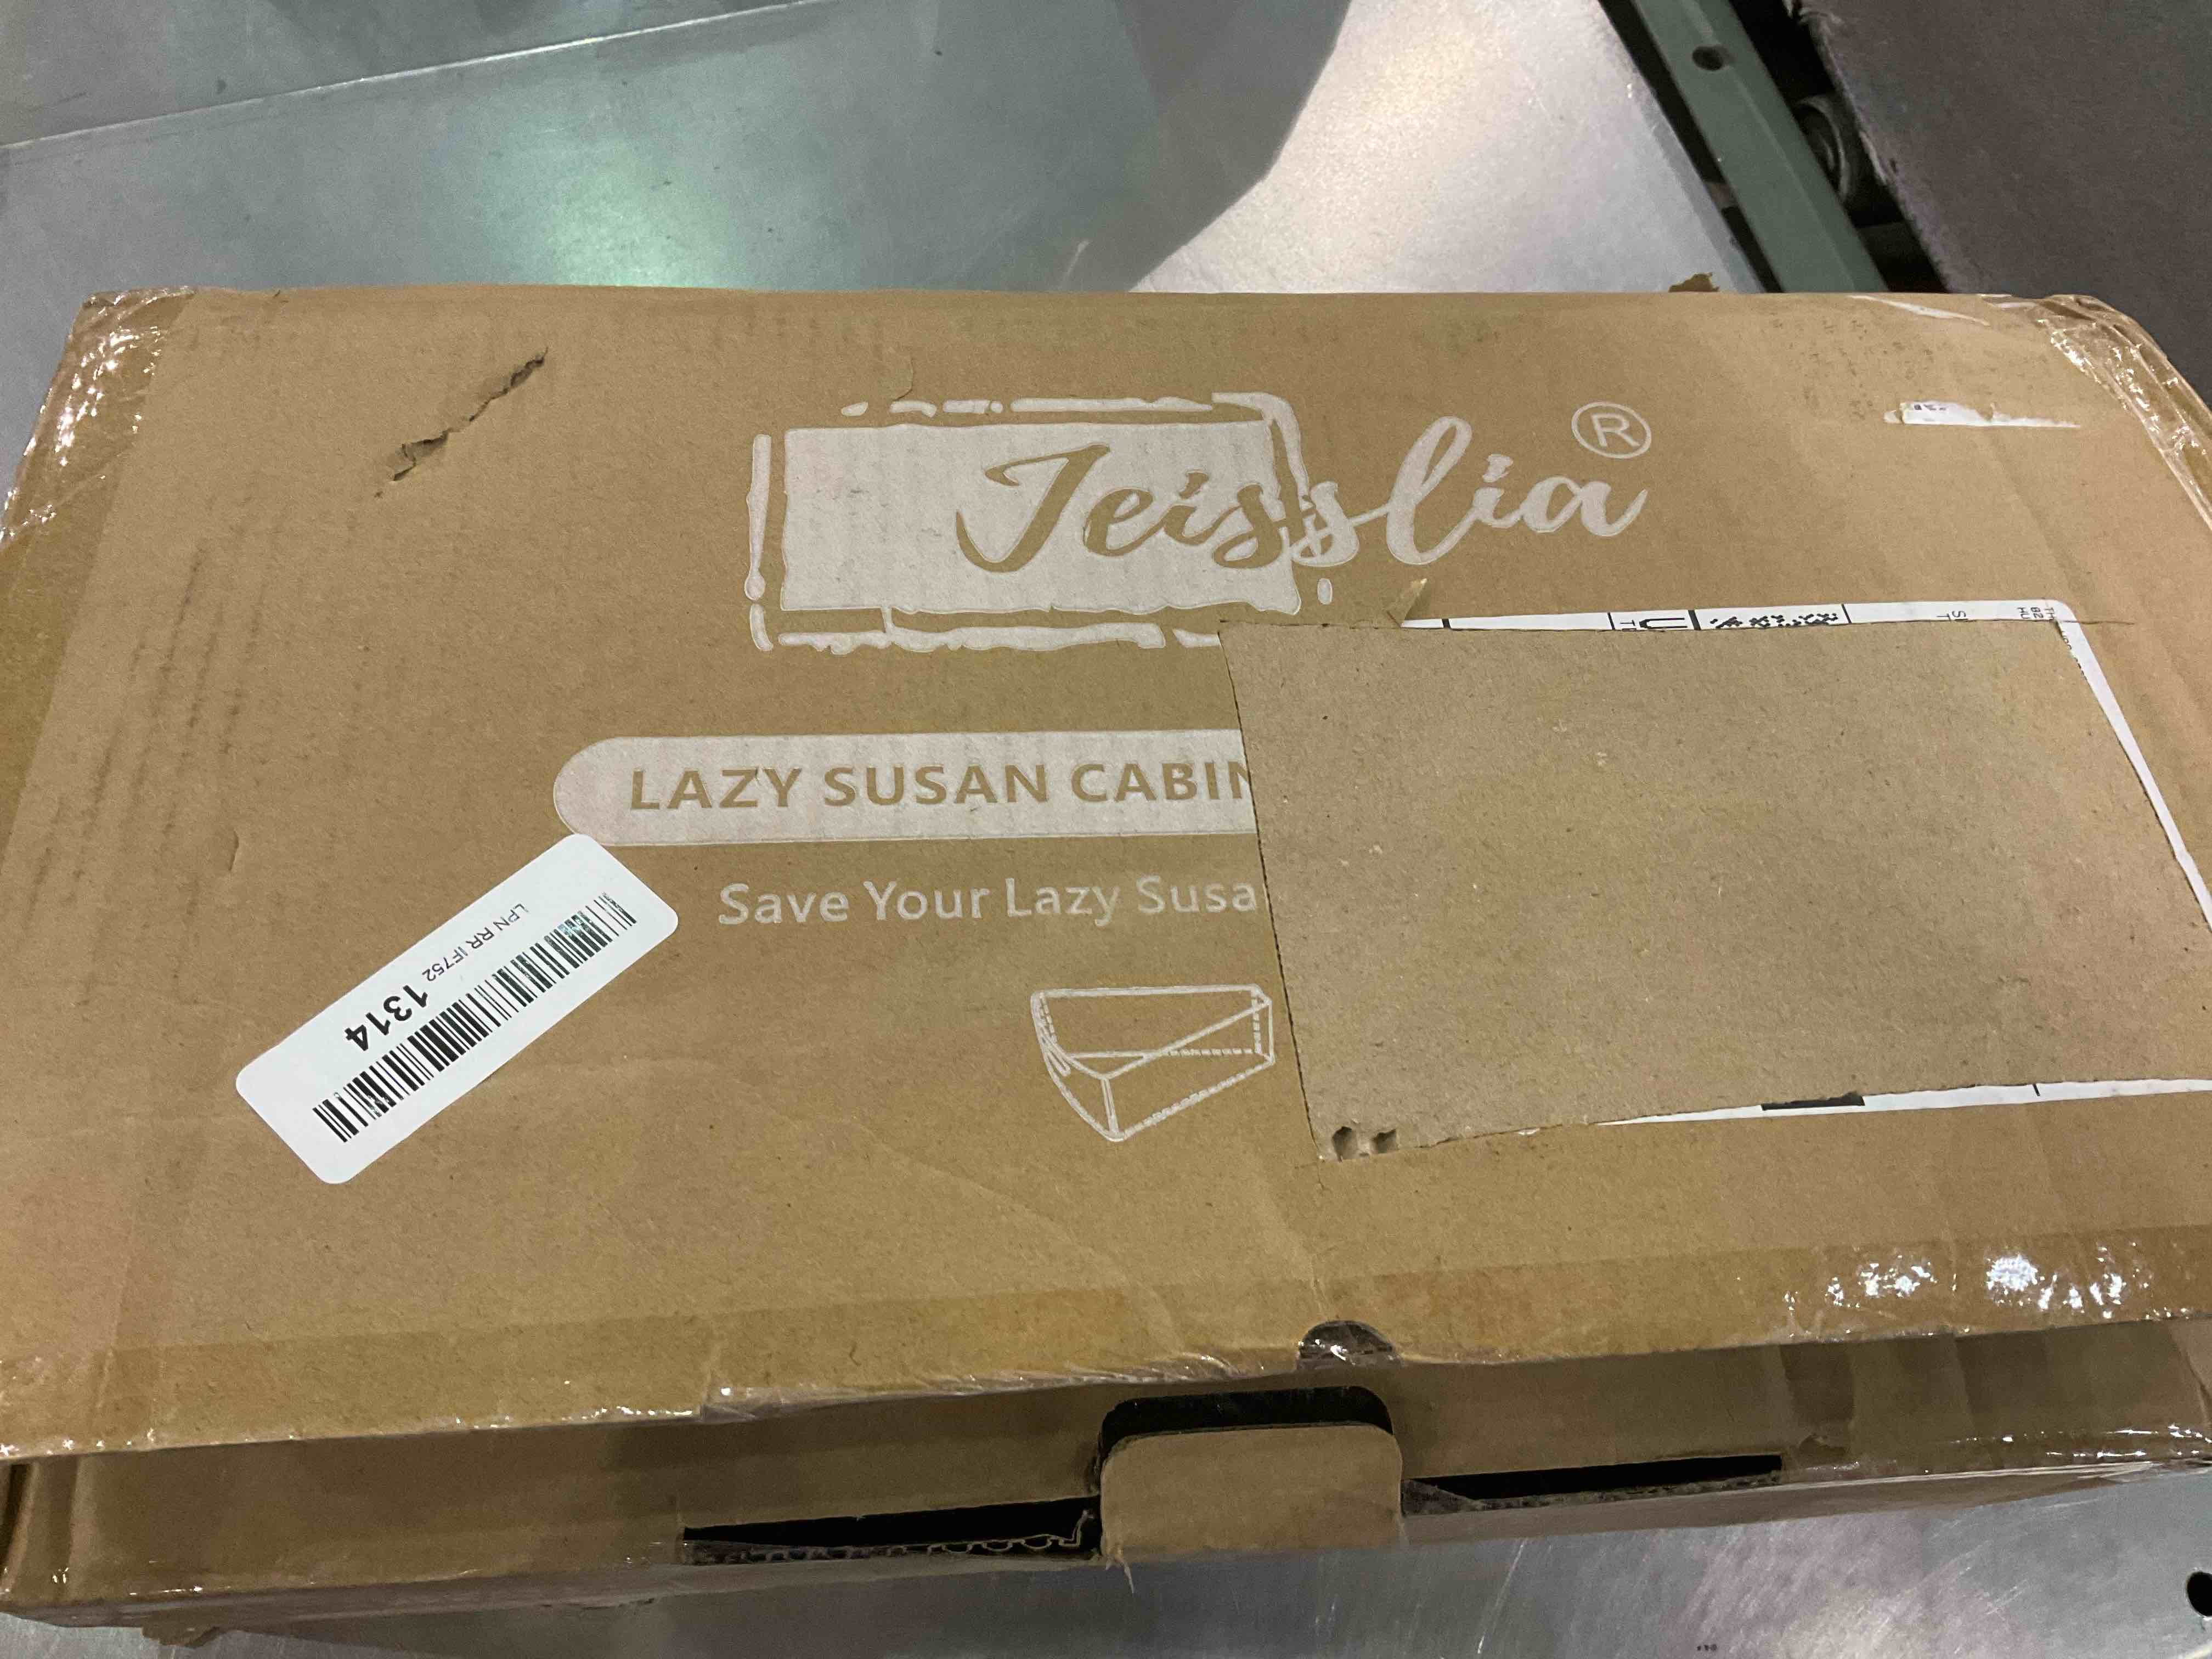 Jeisslia®
LAZY SUSAN CABIN
Save Your Lazy Susa
LPN RR IF752 1314